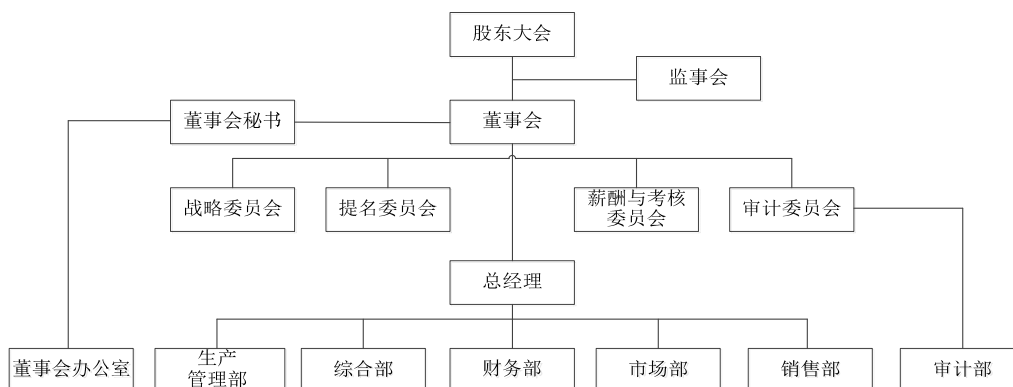 股东大会
监事会
董事会秘书
董事会
战略委员会
提名委员会
薪酬与考核
委员会
审计委员会
总经理
董事会办公室
生产
管理部
综合部
财务部
市场部
销售部
审计部